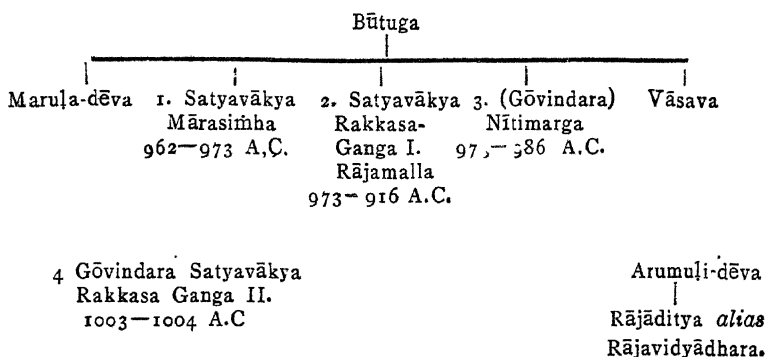 Būtuga
Maruḷa-dēva 1. Satyavākya 2. Satyavākya 3. (Gōvindara) Vāsava
Mārasiṁha Rakkasa- Nītimarga
962—973 A,C. Ganga I. 986 A.C.
Rājamalla
973—916 A.C.
4 Gōvindara Satyavākya Arumuḷi-dēva
Rakkasa Ganga II.
1003—1004 A.C Rājāditya alias
Rājavidyādhara.